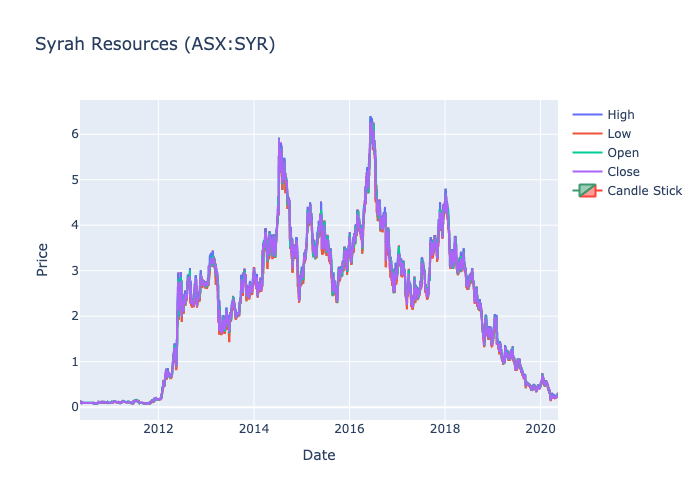 Syrah Resources (ASX:SYR)
High
Low
Open
Close
Candle Stick
Price
6
5
4
3
2
1
0
2012
2014
2016
2018
2020
Date